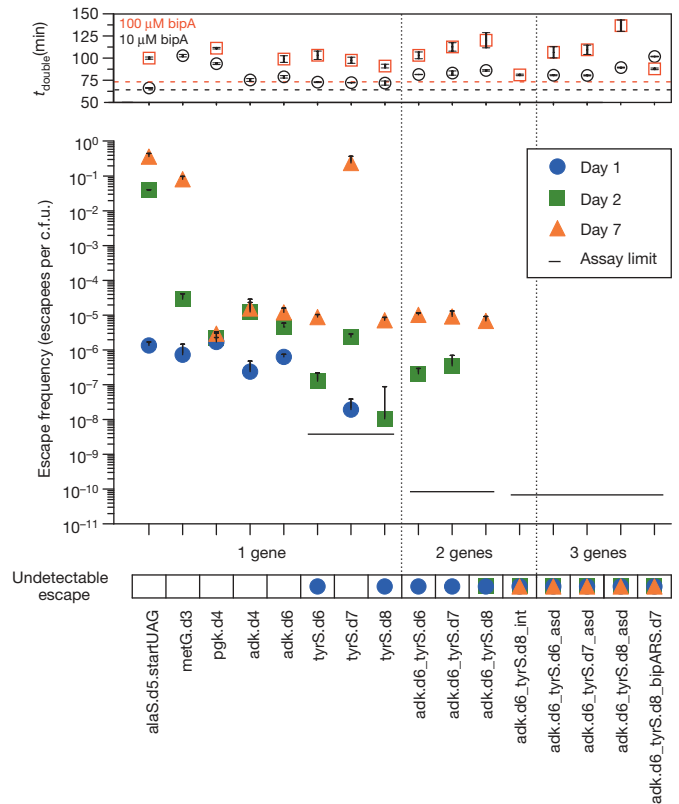 100 μM bipA
10 μM bipA
t double (min)
150
125
100
75
50
Escape frequency (escapees per c.f.u.)
10⁰
10⁻¹
10⁻²
10⁻³
10⁻⁴
10⁻⁵
10⁻⁶
10⁻⁷
10⁻⁸
10⁻⁹
10⁻¹⁰
10⁻¹¹
Day 1
Day 2
Day 7
Assay limit
1 gene
2 genes
3 genes
Undetectable
escape
alaS.d5.startUAG
metG.d3
pgk.d4
adk.d4
adk.d6
tyrS.d6
tyrS.d7
tyrS.d8
adk.d6_tyrS.d6
adk.d6_tyrS.d7
adk.d6_tyrS.d8
adk.d6_tyrS.d8_int
adk.d6_tyrS.d6_asd
adk.d6_tyrS.d7_asd
adk.d6_tyrS.d8_asd
adk.d6_tyrS.d8_bipARS.d7